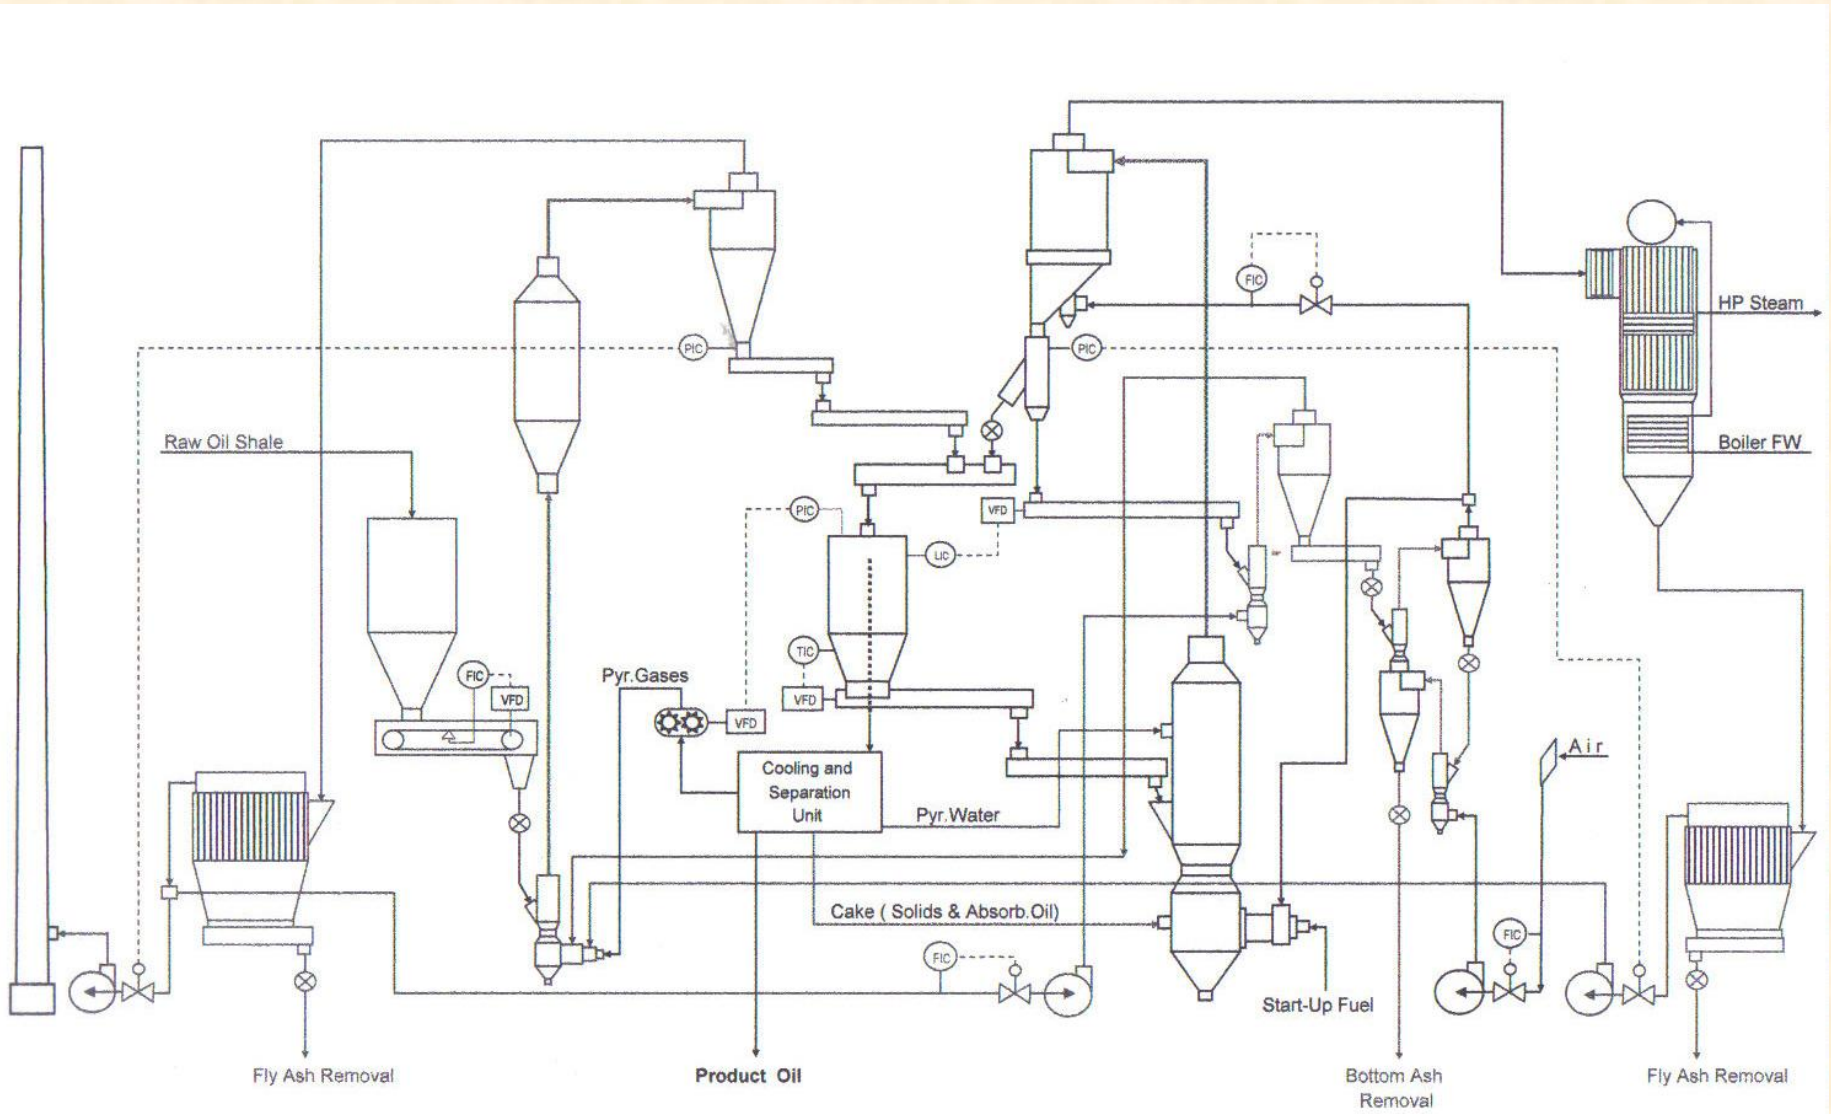 FIC
HP Steam
PIC
PIC
Raw Oil Shale
Boiler FW
PIC
VFD
LIC
TIC
FIC
Pyr.Gases
VFD
VFD
VFD
Air
Cooling and
Separation
Unit
Pyr.Water
Cake ( Solids & Absorb.Oil)
FIC
FIC
Start-Up Fuel
Fly Ash Removal
Product Oil
Bottom Ash
Removal
Fly Ash Removal